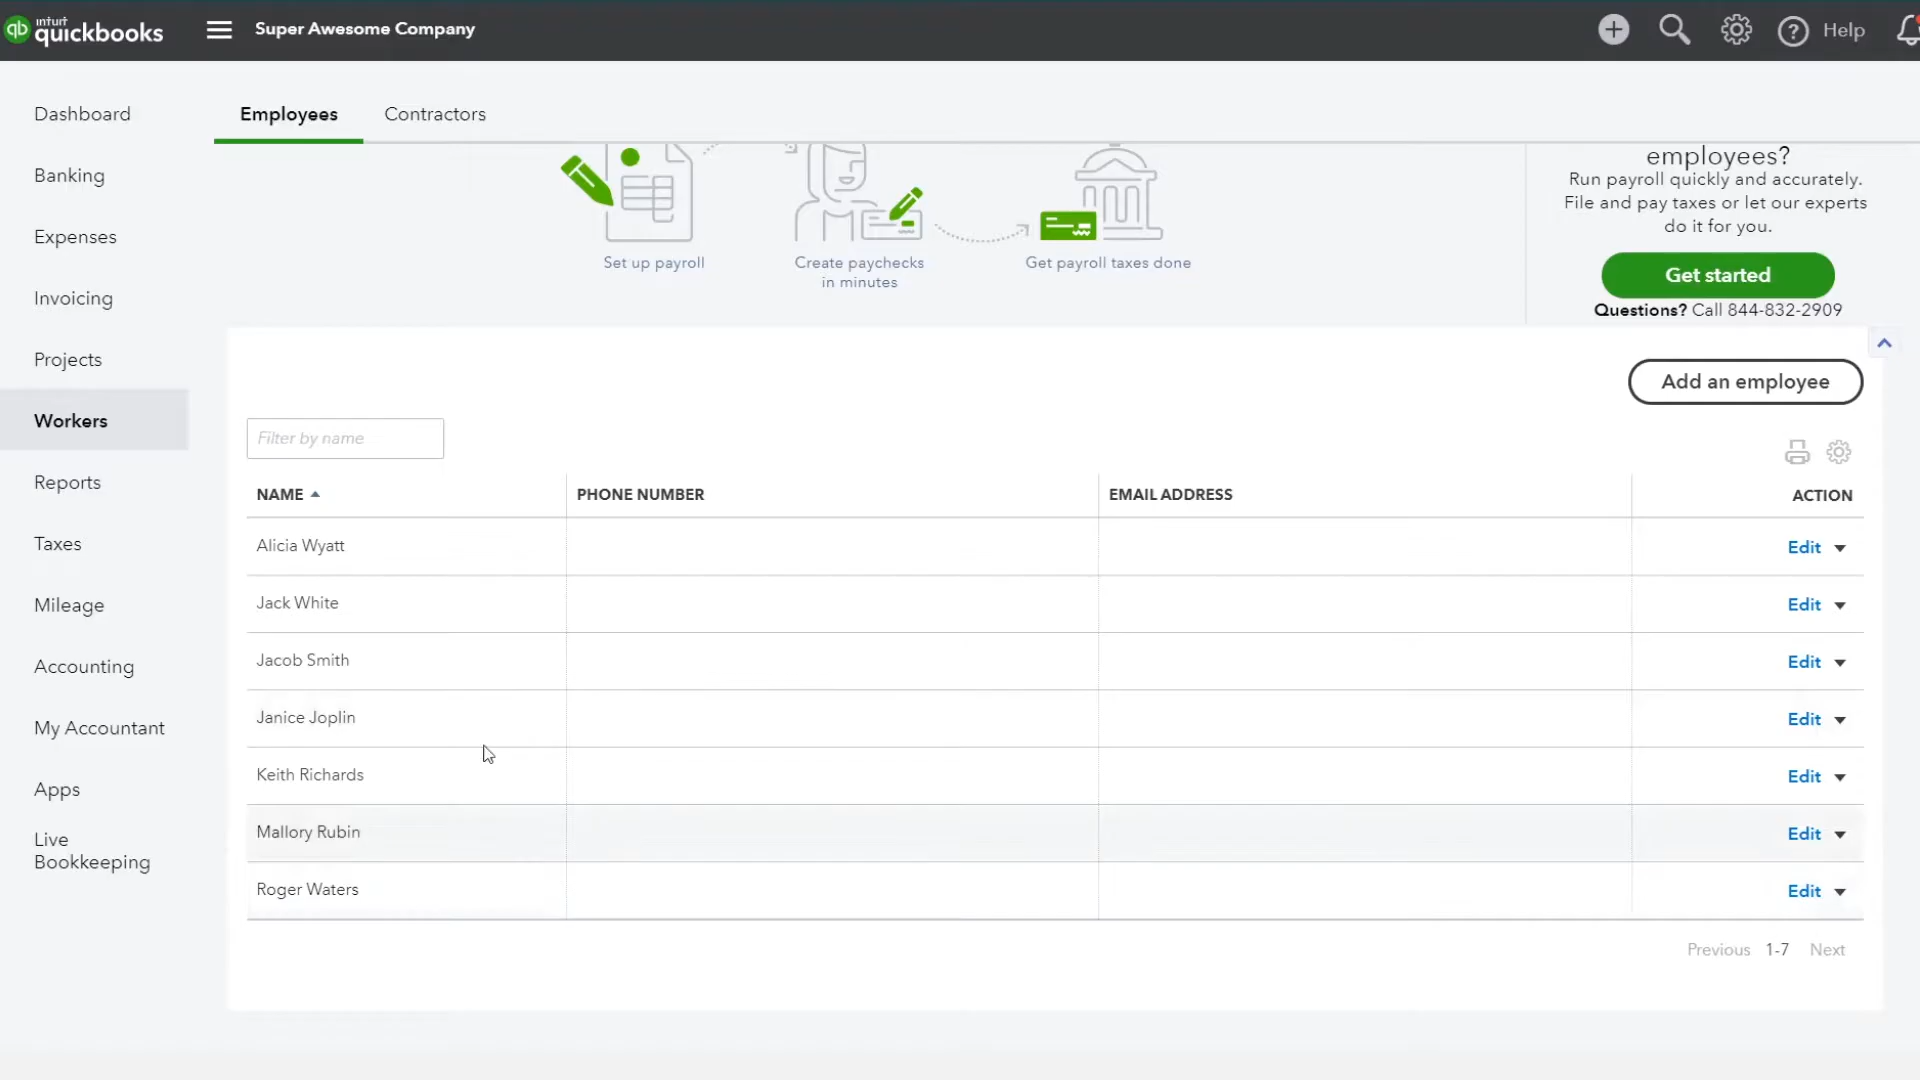 intuit
quickbooks
Super Awesome Company
Help
Dashboard
Banking
Expenses
Invoicing
Projects
Workers
Reports
Taxes
Mileage
Accounting
My Accountant
Apps
Live
Bookkeeping
Employees
Contractors
Set up payroll
Create paychecks
in minutes
Get payroll taxes done
employees?
Run payroll quickly and accurately.
File and pay taxes or let our experts
do it for you.
Get started
Questions? Call 844-832-2909
Add an employee
Filter by name
NAME PHONE NUMBER EMAIL ADDRESS ACTION
Alicia Wyatt Edit
Jack White Edit
Jacob Smith Edit
Janice Joplin Edit
Keith Richards Edit
Mallory Rubin Edit
Roger Waters Edit
Previous 1-7 Next